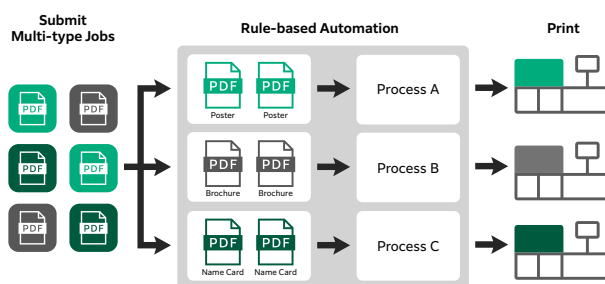 Submit
Multi-type Jobs
Rule-based Automation
Print
PDF PDF
PDF PDF
PDF PDF
PDF PDF
Poster Poster
Process A
PDF PDF
Brochure Brochure
Process B
PDF PDF
Name Card Name Card
Process C